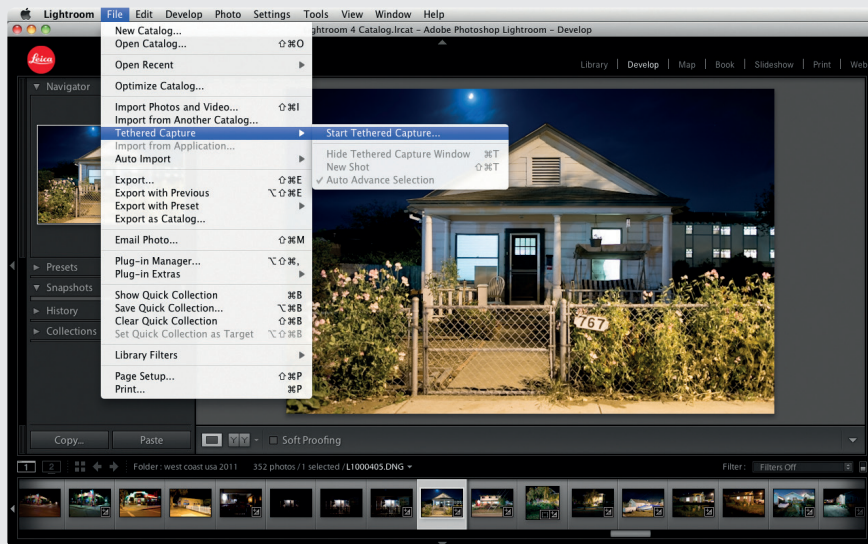 Lightroom File Edit Develop Photo Settings Tools View Window Help
ghtroom 4 Catalog.lrcat – Adobe Photoshop Lightroom – Develop
Leica
Library | Develop | Map | Book | Slideshow | Print | Web
Navigator
New Catalog...
Open Catalog... ⇧⌘O
Open Recent ▶
Optimize Catalog...
Import Photos and Video... ⇧⌘I
Import from Another Catalog...
Tethered Capture ▶
Import from Application...
Auto Import ▶
Export... ⇧⌘E
Export with Previous ⌥⇧⌘E
Export with Preset ▶
Export as Catalog...
Email Photo... ⇧⌘M
Plug-in Manager... ⌥⇧⌘,
Plug-in Extras ▶
Show Quick Collection ⌘B
Save Quick Collection... ⌥⌘B
Clear Quick Collection ⇧⌘B
Set Quick Collection as Target ⌥⇧⌘B
Library Filters ▶
Page Setup... ⇧⌘P
Print... ⌘P
Start Tethered Capture...
Hide Tethered Capture Window ⌘T
New Shot ⇧⌘T
✓ Auto Advance Selection
767
Presets
Snapshots
History
Collections
Copy... Paste
Y Y Soft Proofing
1 2 Folder : west coast usa 2011 352 photos / 1 selected / L1000405.DNG Filter : Filters Off